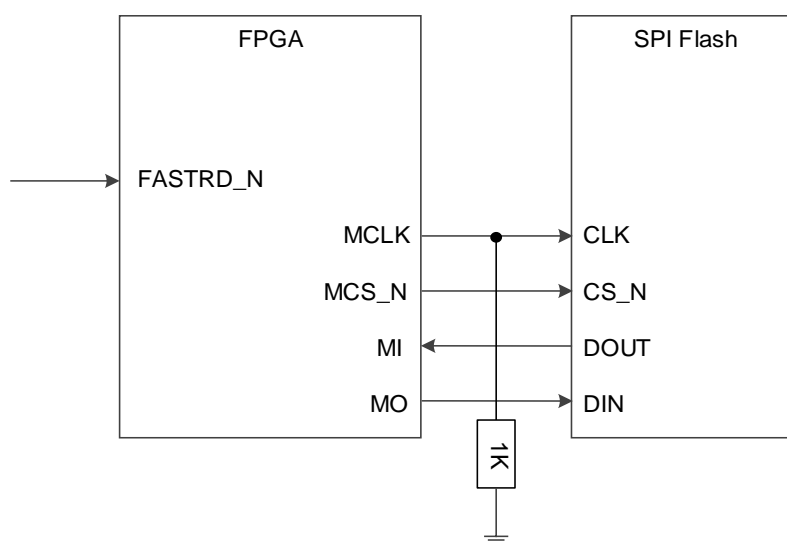 FPGA
SPI Flash
FASTRD_N
MCLK
CLK
MCS_N
CS_N
MI
DOUT
MO
DIN
1K